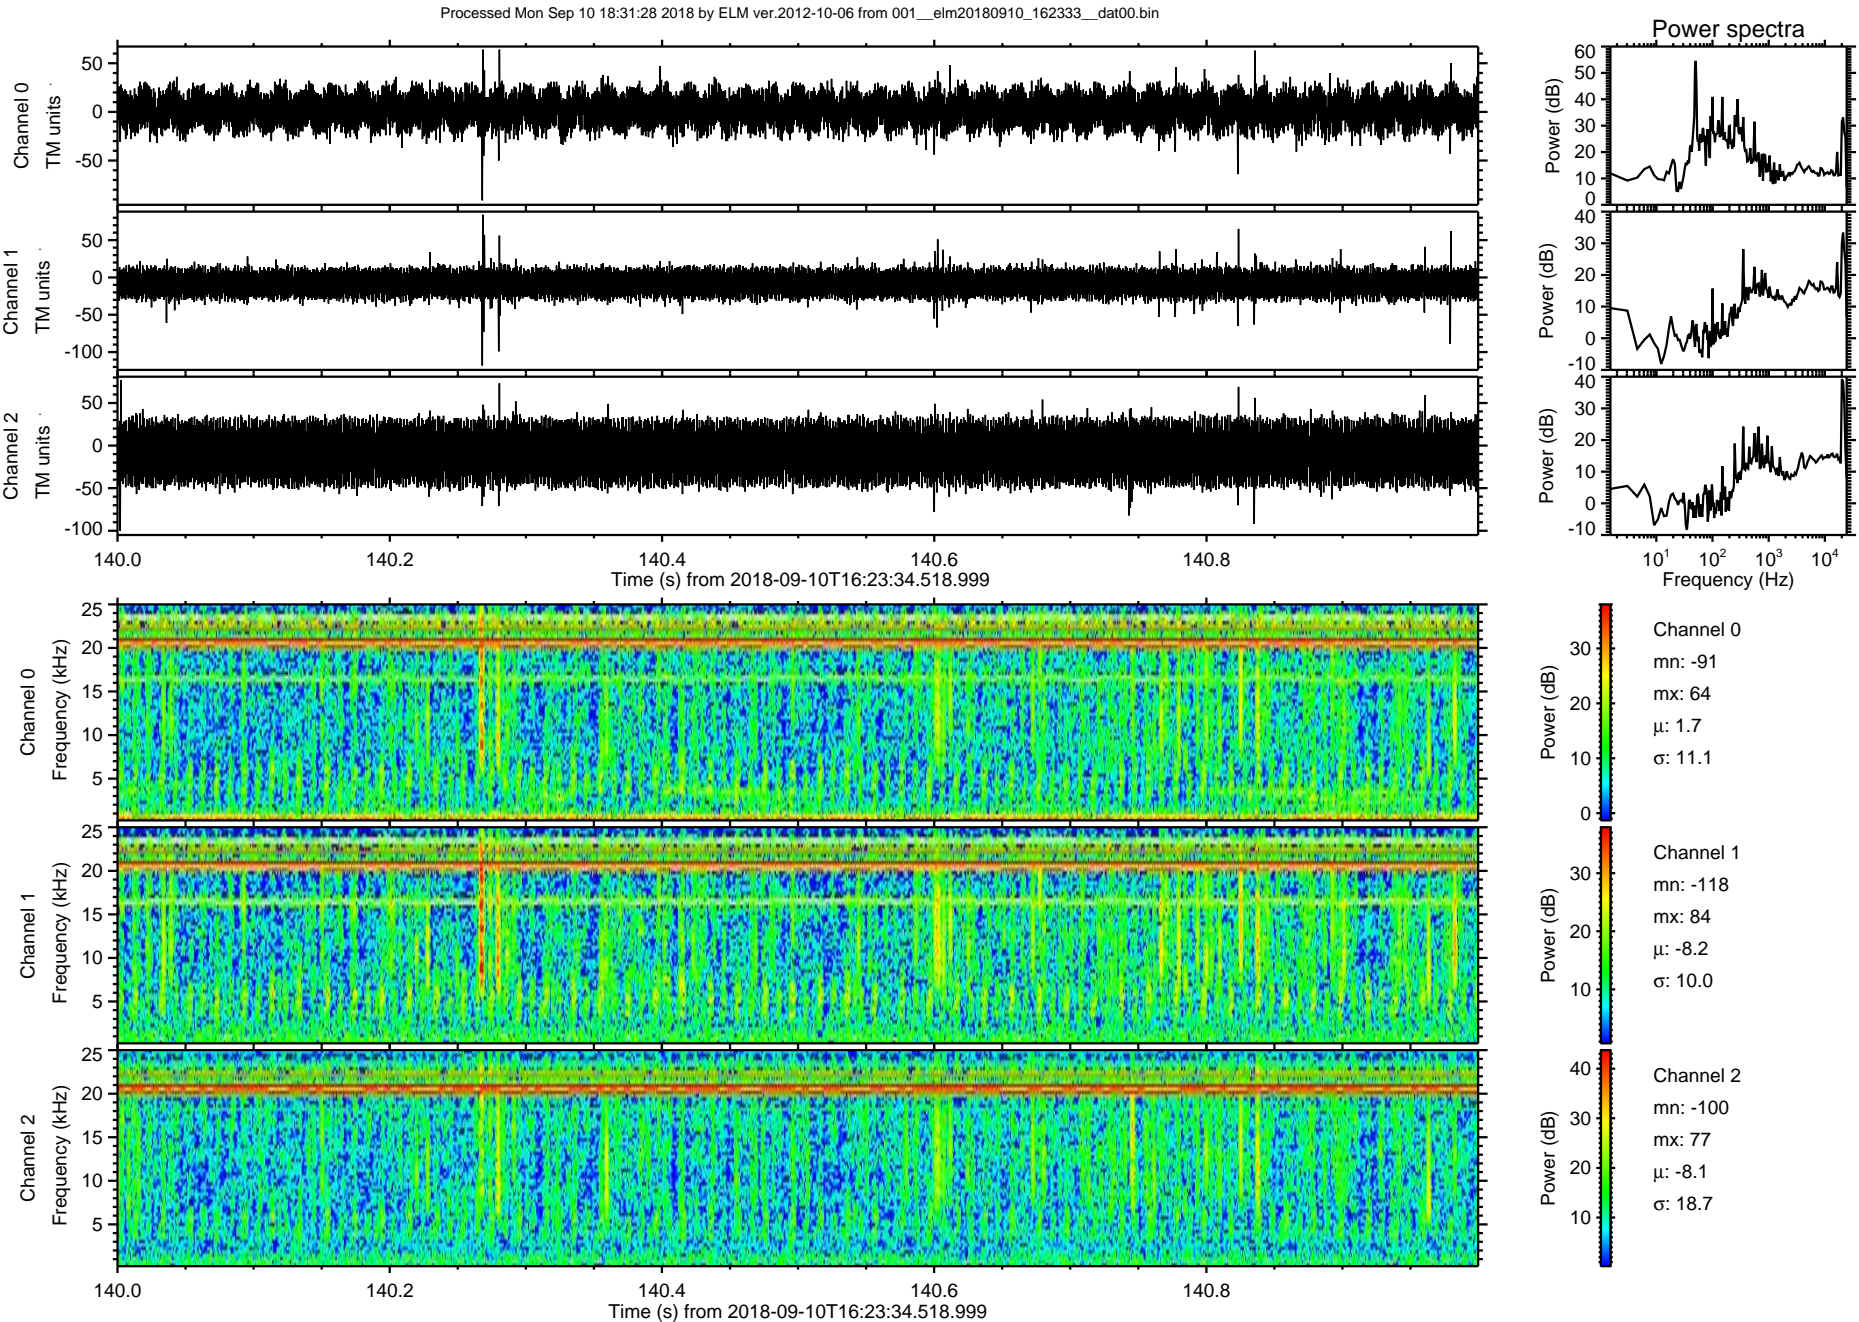 Processed Mon Sep 10 18:31:28 2018 by ELM ver.2012-10-06 from 001__elm20180910_162333__dat00.bin
Power spectra
Channel 0
TM units
50
0
-50
Power (dB)
60
50
40
30
20
10
0
Channel 1
TM units
50
0
-50
-100
Power (dB)
40
30
20
10
0
-10
Channel 2
TM units
50
0
-50
-100
Power (dB)
40
30
20
10
0
-10
140.0 140.2 140.4 140.6 140.8
Time (s) from 2018-09-10T16:23:34.518.999
10^1 10^2 10^3 10^4
Frequency (Hz)
Channel 0
Frequency (kHz)
25
20
15
10
5
Power (dB)
30
20
10
0
Channel 0
mn: -91
mx: 64
μ: 1.7
σ: 11.1
Channel 1
Frequency (kHz)
25
20
15
10
5
Power (dB)
30
20
10
Channel 1
mn: -118
mx: 84
μ: -8.2
σ: 10.0
Channel 2
Frequency (kHz)
25
20
15
10
5
Power (dB)
40
30
20
10
Channel 2
mn: -100
mx: 77
μ: -8.1
σ: 18.7
140.0 140.2 140.4 140.6 140.8
Time (s) from 2018-09-10T16:23:34.518.999